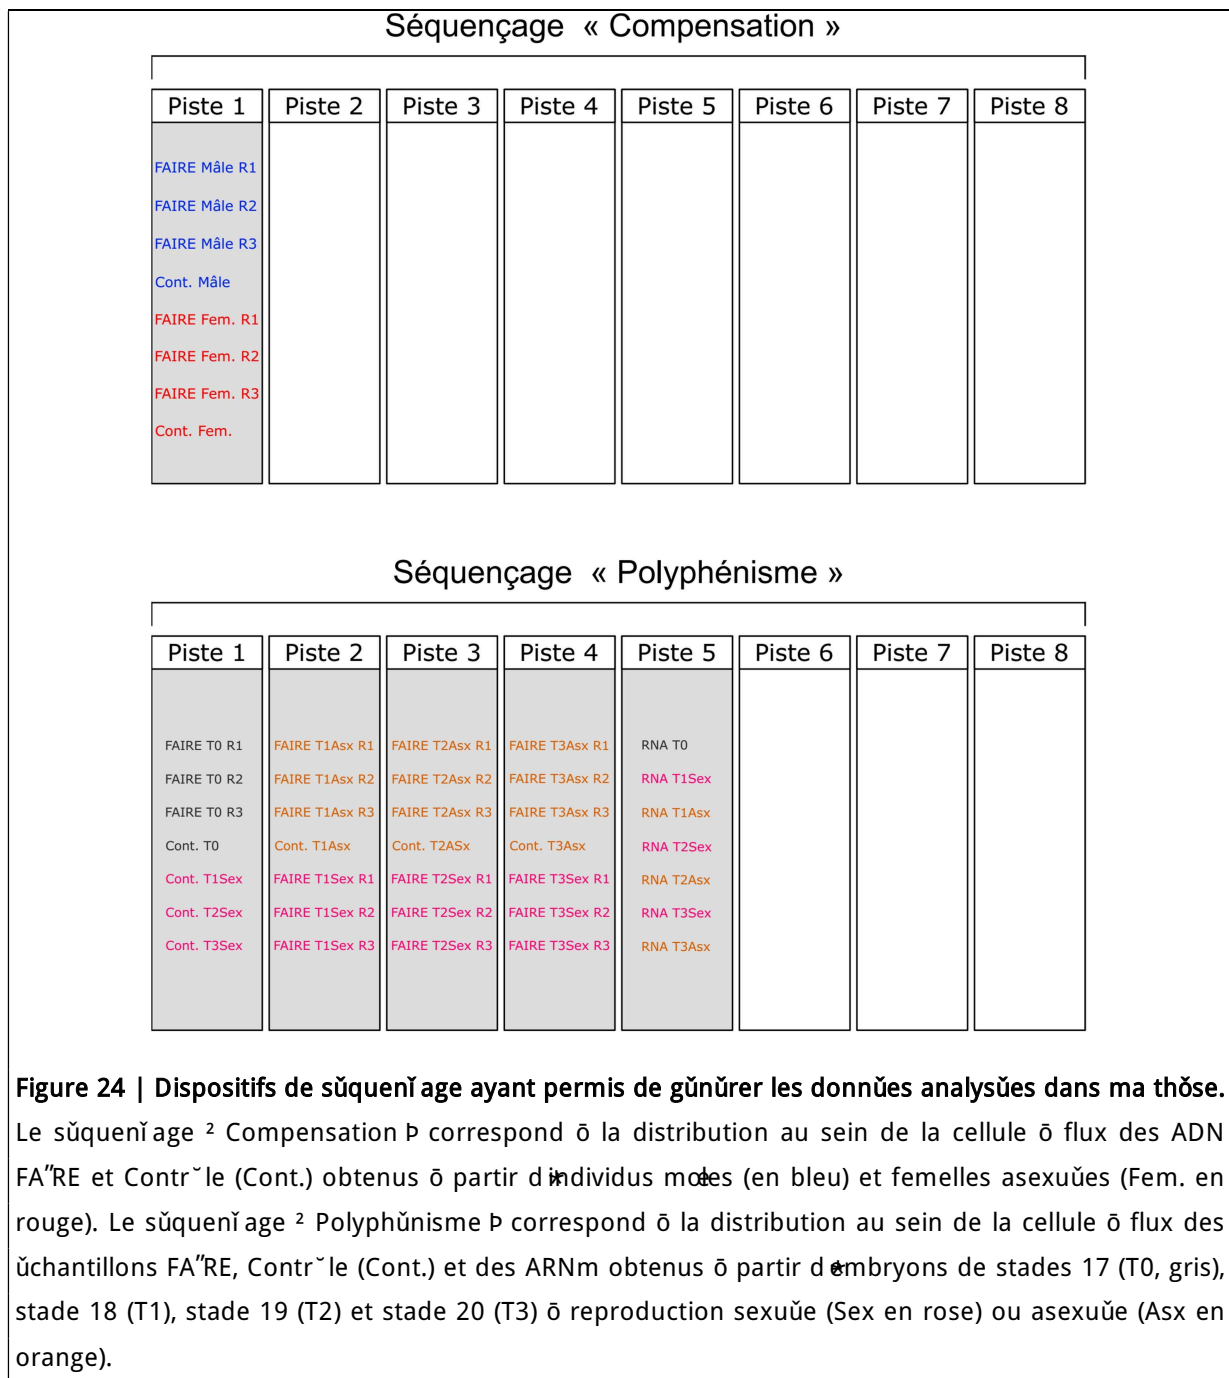 Séquençage « Compensation »
Piste 1 Piste 2 Piste 3 Piste 4 Piste 5 Piste 6 Piste 7 Piste 8
FAIRE Mâle R1
FAIRE Mâle R2
FAIRE Mâle R3
Cont. Mâle
FAIRE Fem. R1
FAIRE Fem. R2
FAIRE Fem. R3
Cont. Fem.
Séquençage « Polyphénisme »
Piste 1 Piste 2 Piste 3 Piste 4 Piste 5 Piste 6 Piste 7 Piste 8
FAIRE T0 R1 FAIRE T1Asx R1 FAIRE T2Asx R1 FAIRE T3Asx R1 RNA T0
FAIRE T0 R2 FAIRE T1Asx R2 FAIRE T2Asx R2 FAIRE T3Asx R2 RNA T1Sex
FAIRE T0 R3 FAIRE T1Asx R3 FAIRE T2Asx R3 FAIRE T3Asx R3 RNA T1Asx
Cont. T0 Cont. T1Asx Cont. T2ASx Cont. T3Asx RNA T2Sex
Cont. T1Sex FAIRE T1Sex R1 FAIRE T2Sex R1 FAIRE T3Sex R1 RNA T2Asx
Cont. T2Sex FAIRE T1Sex R2 FAIRE T2Sex R2 FAIRE T3Sex R2 RNA T3Sex
Cont. T3Sex FAIRE T1Sex R3 FAIRE T2Sex R3 FAIRE T3Sex R3 RNA T3Asx
Figure 24 | Dispositifs de sŭquenǐ age ayant permis de gŭnŭrer les donnŭes analysŭes dans ma thŏse.
Le sŭquenǐ age ² Compensation Þ correspond ō la distribution au sein de la cellule ō flux des ADN
FA˝RE et Contr˘le (Cont.) obtenus ō partir (en bleu) et femelles asexuŭes (Fem. en
rouge). Le sŭquenǐ age ² Polyphŭnisme Þ correspond ō la distribution au sein de la cellule ō flux des
ŭchantillons FA˝RE, Contr˘le (Cont.) et des ARNm obtenus ō partir de stades 17 (T0, gris),
stade 18 (T1), stade 19 (T2) et stade 20 (T3) ō reproduction sexuŭe (Sex en rose) ou asexuŭe (Asx en
orange).